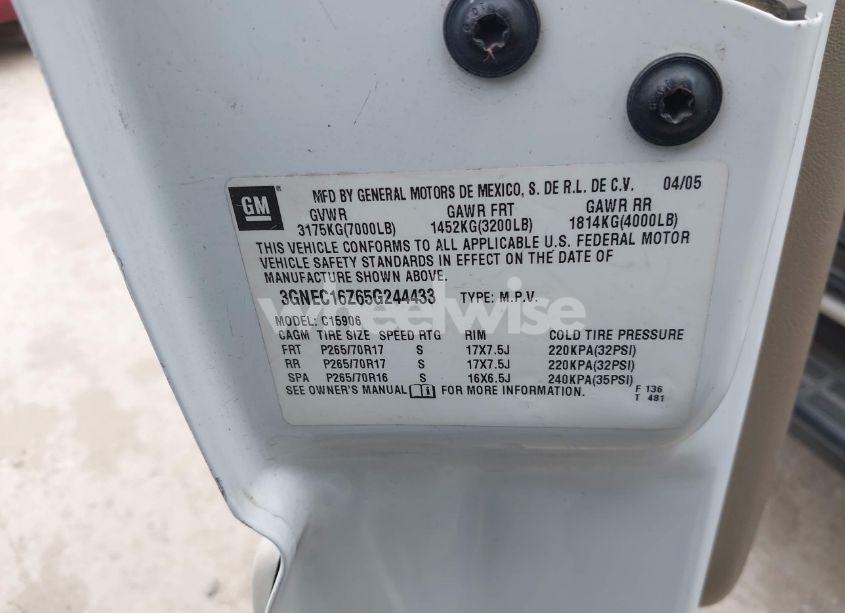 GM
MFD BY GENERAL MOTORS DE MEXICO, S. DE R.L. DE C.V. 04/05
GVWR GAWR FRT GAWR RR
3175KG(7000LB) 1452KG(3200LB) 1814KG(4000LB)
THIS VEHICLE CONFORMS TO ALL APPLICABLE U.S. FEDERAL MOTOR
VEHICLE SAFETY STANDARDS IN EFFECT ON THE DATE OF
MANUFACTURE SHOWN ABOVE.
3GNEC16Z65G244433 TYPE: M.P.V.
wheelwise
MODEL: C15906
CAGM TIRE SIZE SPEED RTG RIM COLD TIRE PRESSURE
FRT P265/70R17 S 17X7.5J 220KPA(32PSI)
RR P265/70R17 S 17X7.5J 220KPA(32PSI)
SPA P265/70R16 S 16X6.5J 240KPA(35PSI)
SEE OWNER'S MANUAL FOR MORE INFORMATION. F 136
T 481